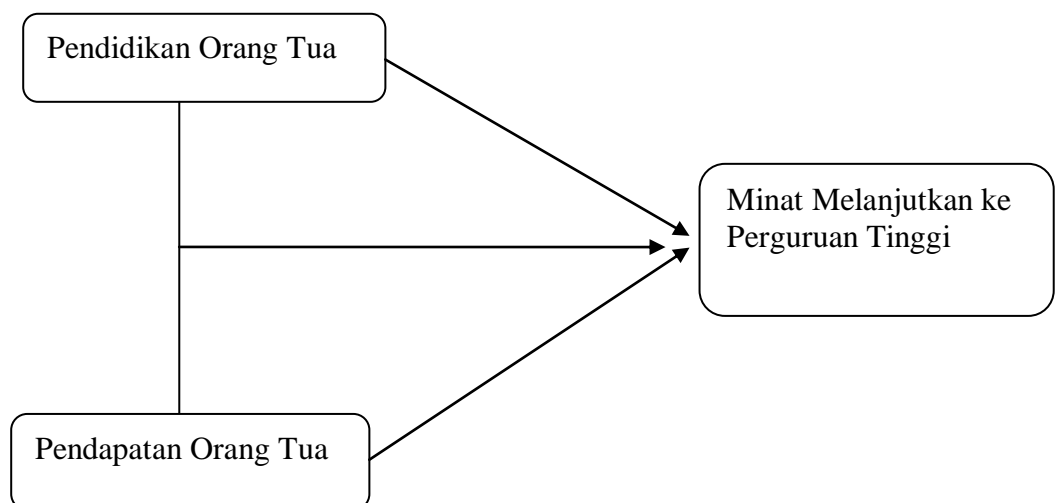 Pendidikan Orang Tua
Minat Melanjutkan ke
Perguruan Tinggi
Pendapatan Orang Tua